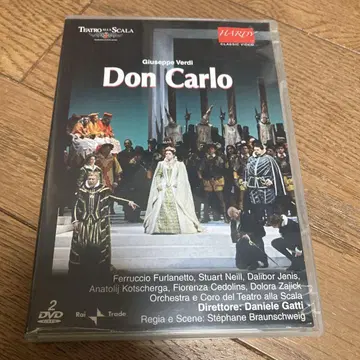 TEATRO ALLA SCALA
HARDY
CLASSIC VIDEO
Giuseppe Verdi
Don Carlo
Ferruccio Furlanetto, Stuart Neill, Dalibor Jenis,
Anatolij Kotscherga, Fiorenza Cedolins, Dolora Zajick
Orchestra e Coro del Teatro alla Scala
Direttore: Daniele Gatti
Regia e Scene: Stéphane Braunschweig
2
DVD
Rai Trade